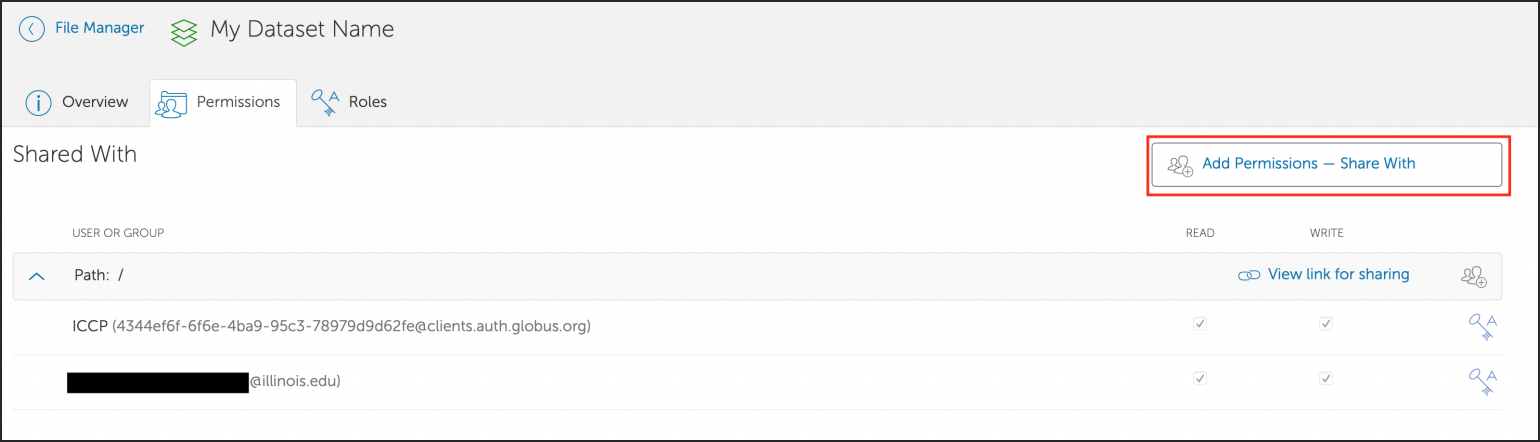 File Manager My Dataset Name
Overview Permissions Roles
Shared With
Add Permissions — Share With
USER OR GROUP READ WRITE
Path: / View link for sharing
ICCP (4344ef6f-6f6e-4ba9-95c3-78979d9d62fe@clients.auth.globus.org)
@illinois.edu)